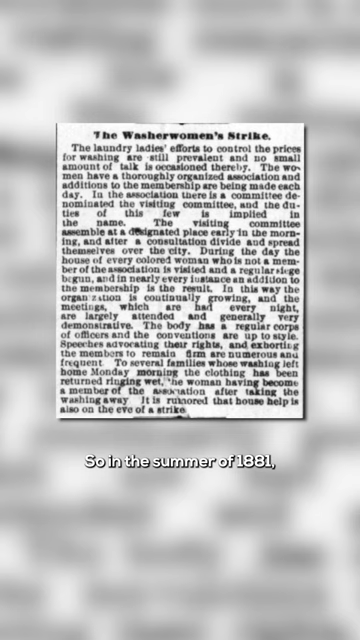 The Washerwomen's Strike.
The laundry ladies' efforts to control the prices
for washing are still prevalent and no small
amount of talk is occasioned thereby. The wo-
men have a thoroughly organized association and
additions to the membership are being made each
day. In the association there is a committee de-
nominated the visiting committee, and the du-
ties of this few is implied in
the name. The visiting committee
assemble at a designated place early in the morn-
ing, and after a consultation divide and spread
themselves over the city. During the day the
house of every colored woman who is not a mem-
ber of the association is visited and a regular siege
begun, and in nearly every instance an addition to
the membership is the result. In this way the
organization is continually growing, and the
meetings, which are had every night,
are largely attended and generally very
demonstrative. The body has a regular corps
of officers and the conventions are up to style.
Speeches advocating their rights, and exhorting
the members to remain firm are numerous and
frequent. To several families whose washing left
home Monday morning the clothing has been
returned ringing wet, the woman having become
a member of the association after taking the
washing away. It is rumored that house help is
also on the eve of a strike.
So in the summer of 1881,